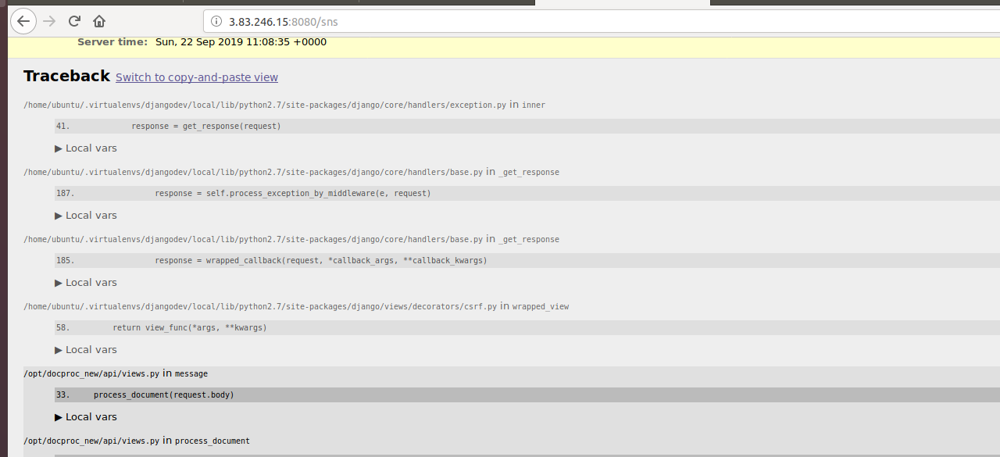 3.83.246.15:8080/sns
Server time: Sun, 22 Sep 2019 11:08:35 +0000
Traceback Switch to copy-and-paste view
/home/ubuntu/.virtualenvs/djangodev/local/lib/python2.7/site-packages/django/core/handlers/exception.py in inner
41. response = get_response(request)
▶ Local vars
/home/ubuntu/.virtualenvs/djangodev/local/lib/python2.7/site-packages/django/core/handlers/base.py in _get_response
187. response = self.process_exception_by_middleware(e, request)
▶ Local vars
/home/ubuntu/.virtualenvs/djangodev/local/lib/python2.7/site-packages/django/core/handlers/base.py in _get_response
185. response = wrapped_callback(request, *callback_args, **callback_kwargs)
▶ Local vars
/home/ubuntu/.virtualenvs/djangodev/local/lib/python2.7/site-packages/django/views/decorators/csrf.py in wrapped_view
58. return view_func(*args, **kwargs)
▶ Local vars
/opt/docproc_new/api/views.py in message
33. process_document(request.body)
▶ Local vars
/opt/docproc_new/api/views.py in process_document